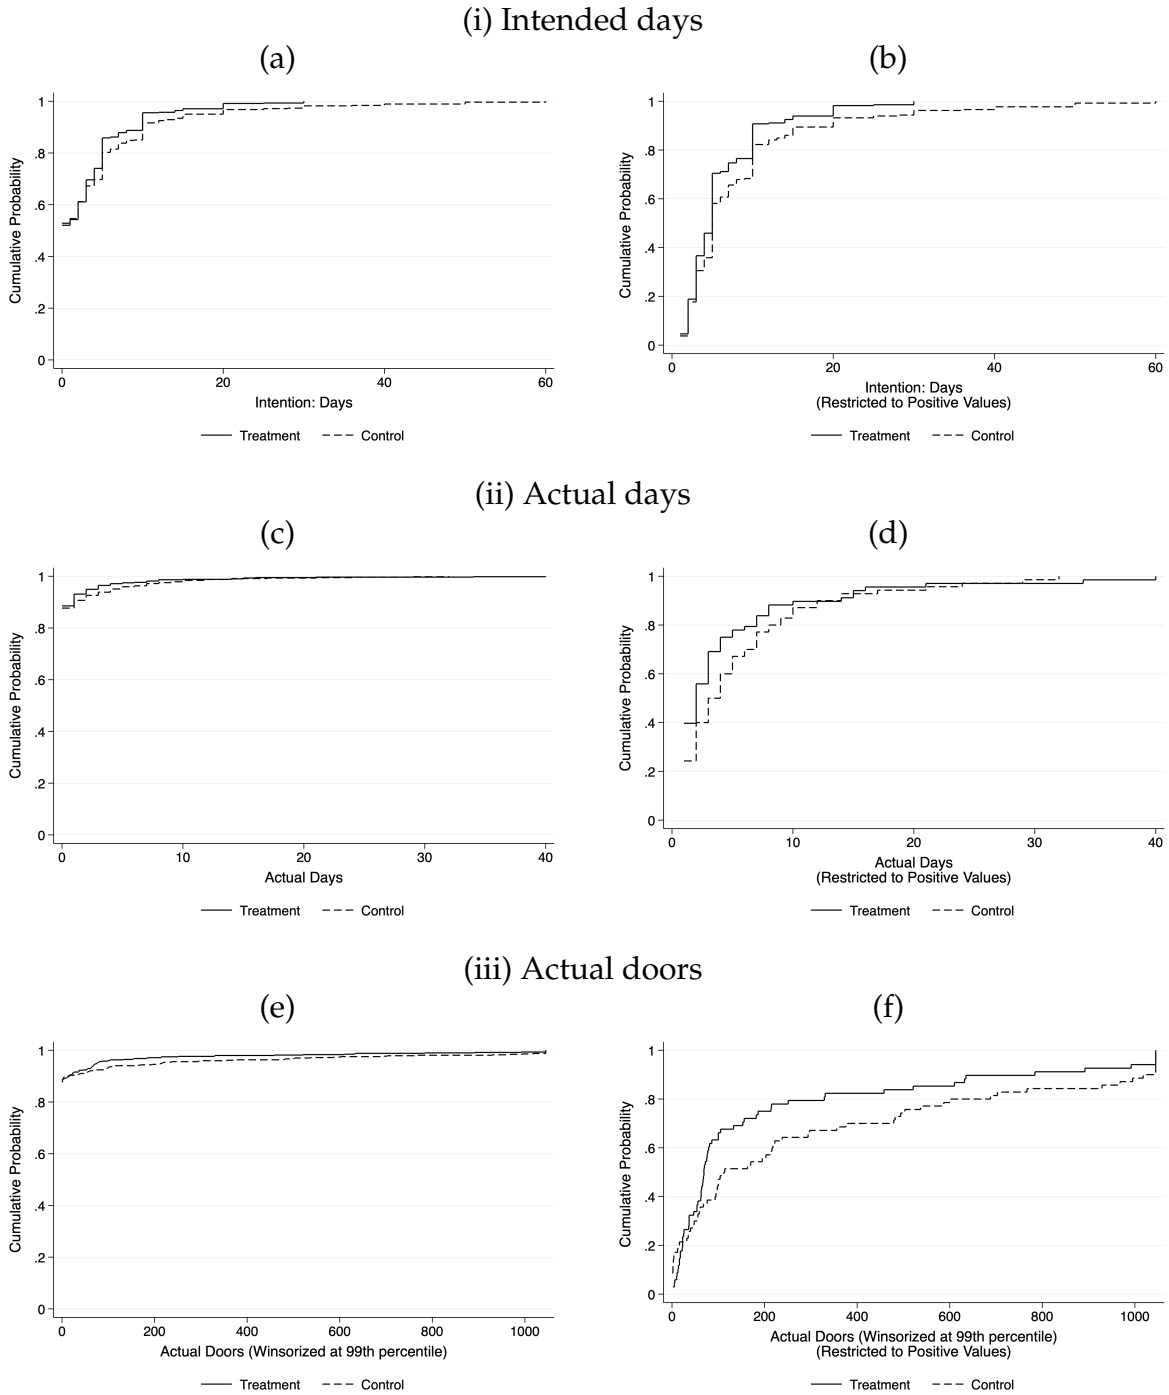 (i) Intended days
(a)
(b)
Cumulative Probability
1
.8
.6
.4
.2
0
0 20 40 60
Intention: Days
Treatment Control
Cumulative Probability
1
.8
.6
.4
.2
0
0 20 40 60
Intention: Days
(Restricted to Positive Values)
Treatment Control
(ii) Actual days
(c)
(d)
Cumulative Probability
1
.8
.6
.4
.2
0
0 10 20 30 40
Actual Days
Treatment Control
Cumulative Probability
1
.8
.6
.4
.2
0
0 10 20 30 40
Actual Days
(Restricted to Positive Values)
Treatment Control
(iii) Actual doors
(e)
(f)
Cumulative Probability
1
.8
.6
.4
.2
0
0 200 400 600 800 1000
Actual Doors (Winsorized at 99th percentile)
Treatment Control
Cumulative Probability
1
.8
.6
.4
.2
0
0 200 400 600 800 1000
Actual Doors (Winsorized at 99th percentile)
(Restricted to Positive Values)
Treatment Control